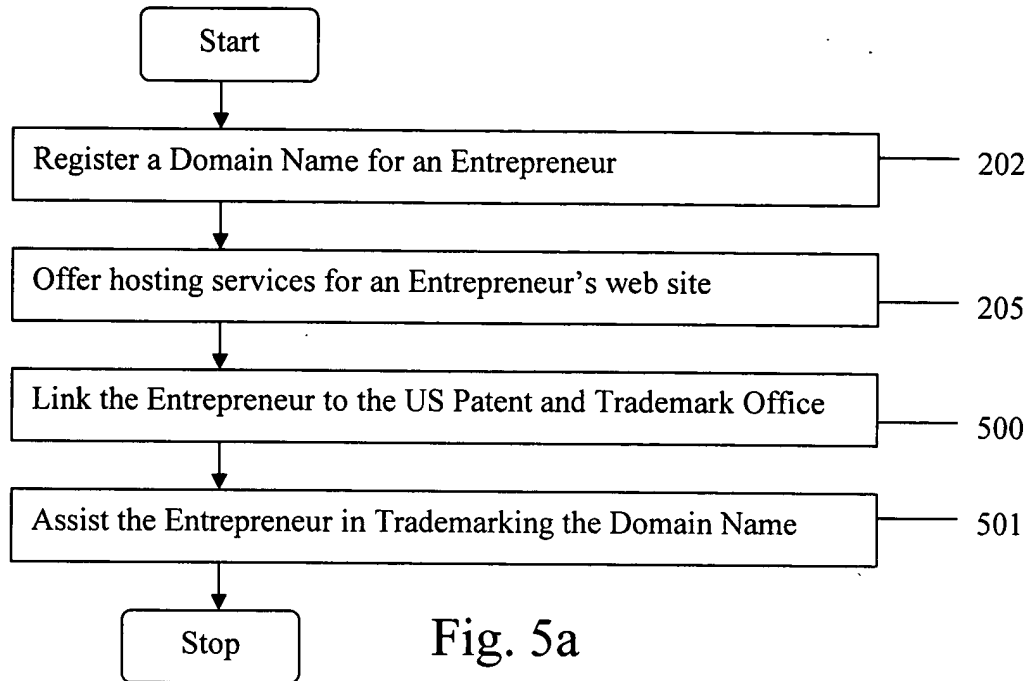 Start
Register a Domain Name for an Entrepreneur
202
Offer hosting services for an Entrepreneur's web site
205
Link the Entrepreneur to the US Patent and Trademark Office
500
Assist the Entrepreneur in Trademarking the Domain Name
501
Stop
Fig. 5a